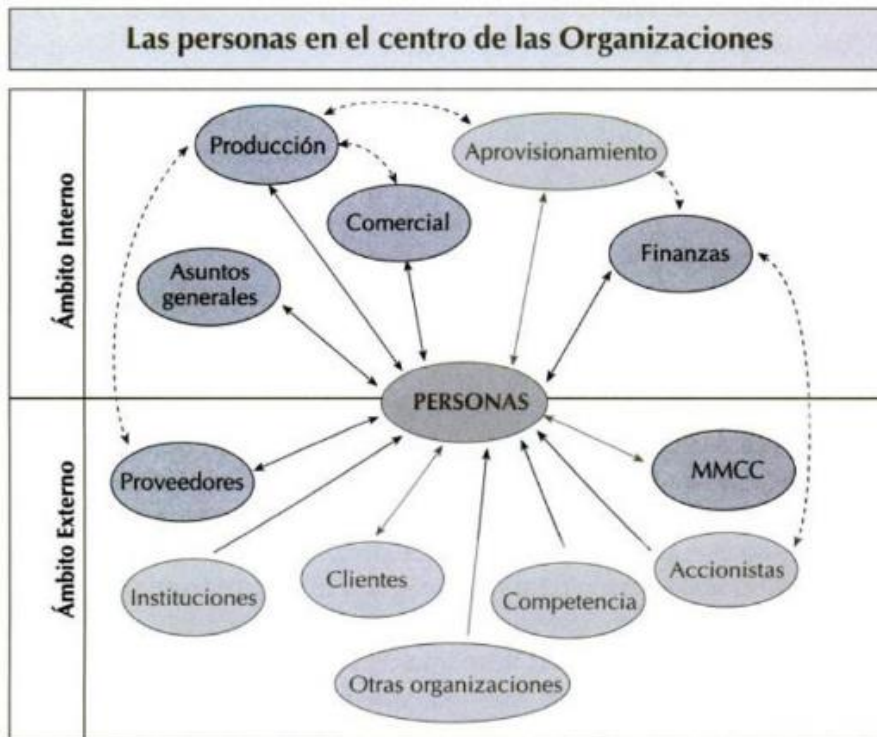 Las personas en el centro de las Organizaciones
Ámbito Interno
Producción
Aprovisionamiento
Comercial
Finanzas
Asuntos
generales
PERSONAS
Ámbito Externo
Proveedores
MMCC
Instituciones
Clientes
Competencia
Accionistas
Otras organizaciones